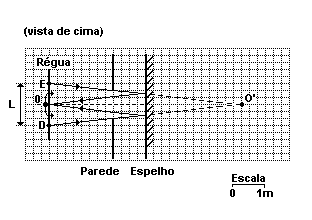 (vista de cima)
Régua
E
L
0
O'
D
Parede Espelho
Escala
0 1m